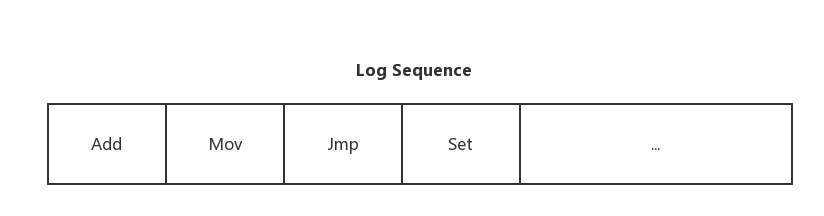 Log Sequence
Add Mov Jmp Set ...